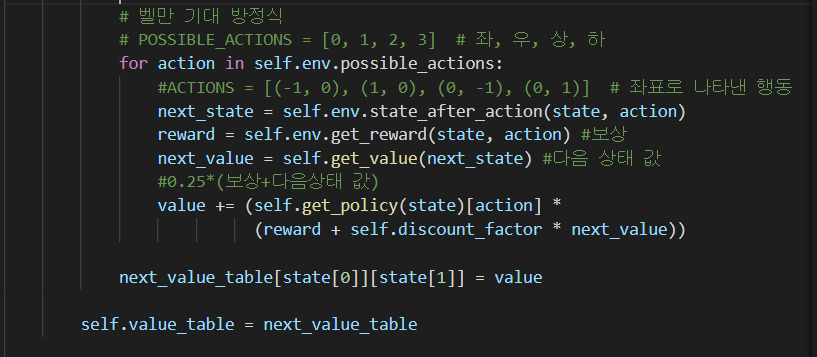 # 벨만 기대 방정식
# POSSIBLE_ACTIONS = [0, 1, 2, 3]  # 좌, 우, 상, 하
for action in self.env.possible_actions:
#ACTIONS = [(-1, 0), (1, 0), (0, -1), (0, 1)]  # 좌표로 나타낸 행동
next_state = self.env.state_after_action(state, action)
reward = self.env.get_reward(state, action) #보상
next_value = self.get_value(next_state) #다음 상태 값
#0.25*(보상+다음상태 값)
value += (self.get_policy(state)[action] *
(reward + self.discount_factor * next_value))
next_value_table[state[0]][state[1]] = value
self.value_table = next_value_table